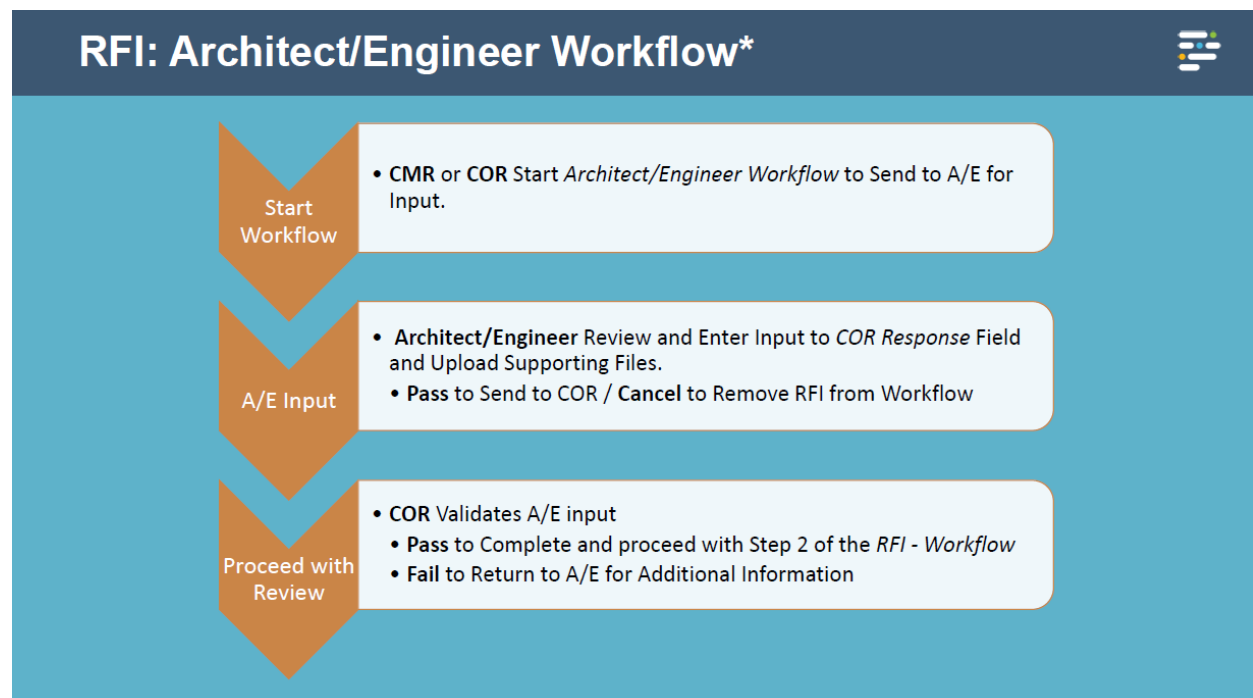 RFI: Architect/Engineer Workflow*
Start
Workflow
• CMR or COR Start Architect/Engineer Workflow to Send to A/E for
Input.
A/E Input
• Architect/Engineer Review and Enter Input to COR Response Field
and Upload Supporting Files.
• Pass to Send to COR / Cancel to Remove RFI from Workflow
Proceed with
Review
• COR Validates A/E input
• Pass to Complete and proceed with Step 2 of the RFI - Workflow
• Fail to Return to A/E for Additional Information